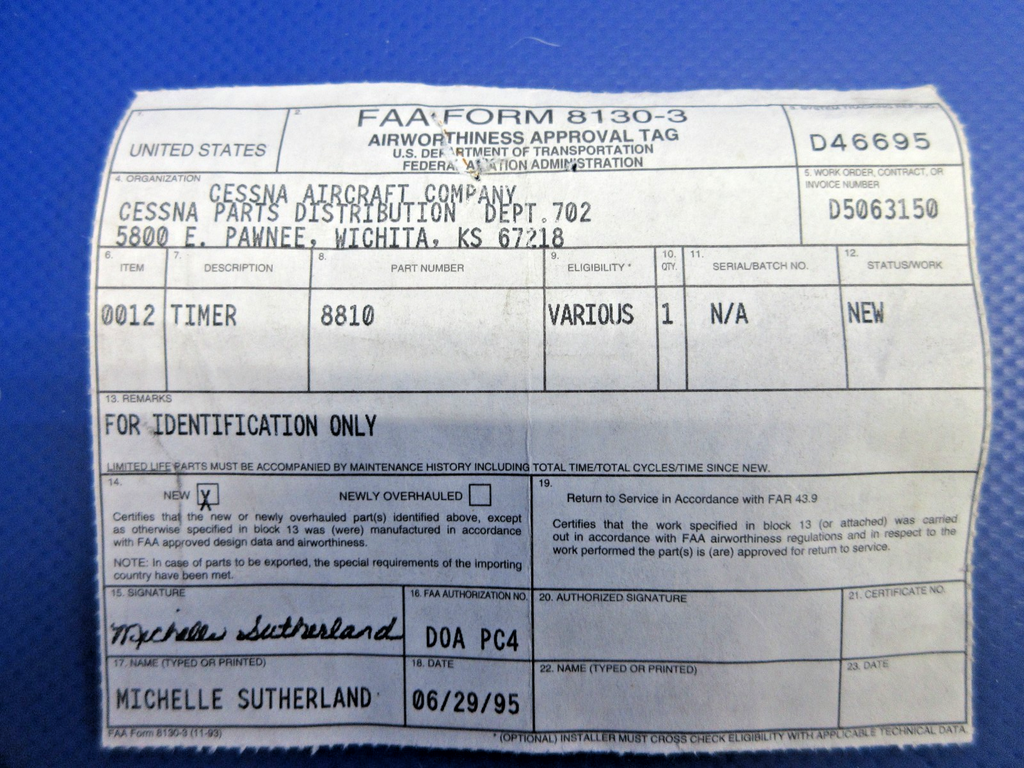 1.
UNITED STATES
2.
FAA FORM 8130-3
AIRWORTHINESS APPROVAL TAG
U.S. DEPARTMENT OF TRANSPORTATION
FEDERAL AVIATION ADMINISTRATION
D46695
4. ORGANIZATION
CESSNA AIRCRAFT COMPANY
CESSNA PARTS DISTRIBUTION DEPT.702
5800 E. PAWNEE, WICHITA, KS 67218
5. WORK ORDER, CONTRACT, OR
INVOICE NUMBER
D5063150
6. ITEM 7. DESCRIPTION 8. PART NUMBER 9. ELIGIBILITY * 10. QTY. 11. SERIAL/BATCH NO. 12. STATUS/WORK
0012 TIMER 8810 VARIOUS 1 N/A NEW
13. REMARKS
FOR IDENTIFICATION ONLY
LIMITED LIFE PARTS MUST BE ACCOMPANIED BY MAINTENANCE HISTORY INCLUDING TOTAL TIME/TOTAL CYCLES/TIME SINCE NEW.
14.
NEW X NEWLY OVERHAULED
Certifies that the new or newly overhauled part(s) identified above, except
as otherwise specified in block 13 was (were) manufactured in accordance
with FAA approved design data and airworthiness.
NOTE: In case of parts to be exported, the special requirements of the importing
country have been met.
19.
Return to Service in Accordance with FAR 43.9
Certifies that the work specified in block 13 (or attached) was carried
out in accordance with FAA airworthiness regulations and in respect to the
work performed the part(s) is (are) approved for return to service.
15. SIGNATURE
Michelle Sutherland
16. FAA AUTHORIZATION NO.
DOA PC4
20. AUTHORIZED SIGNATURE
21. CERTIFICATE NO.
17. NAME (TYPED OR PRINTED)
MICHELLE SUTHERLAND
18. DATE
06/29/95
22. NAME (TYPED OR PRINTED)
23. DATE
FAA Form 8130-3 (11-93)
* (OPTIONAL) INSTALLER MUST CROSS CHECK ELIGIBILITY WITH APPLICABLE TECHNICAL DATA.